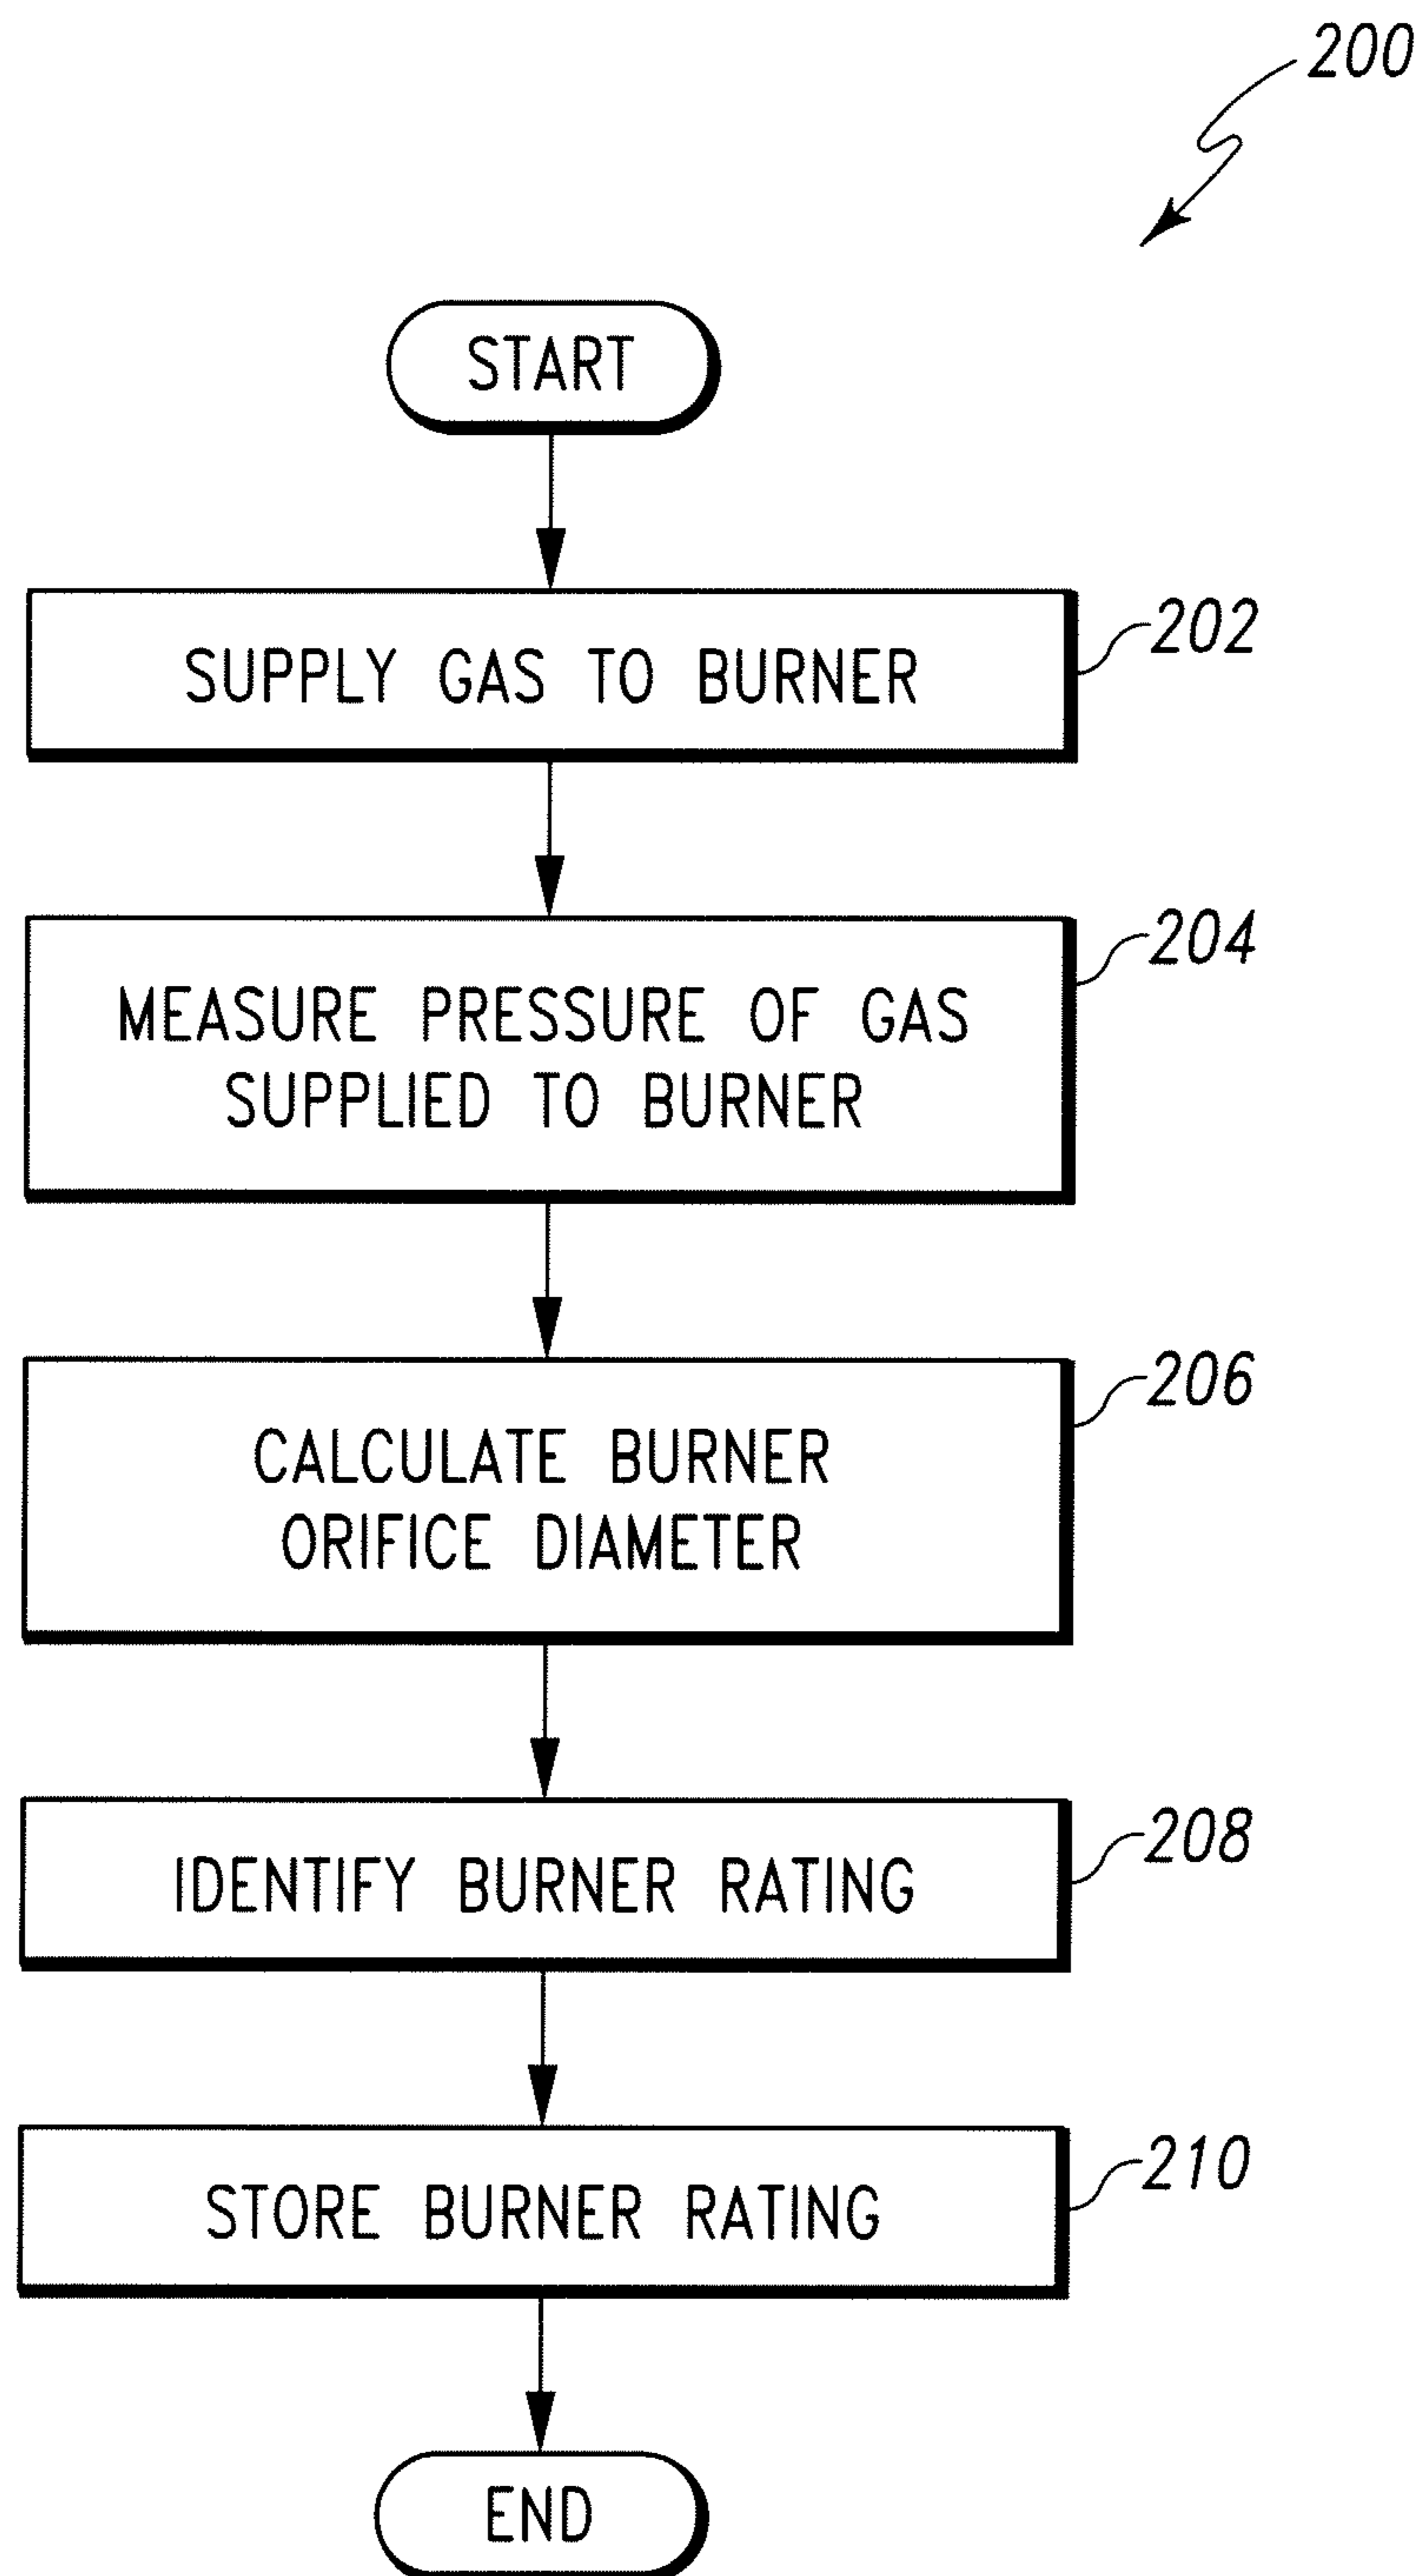 200
START
SUPPLY GAS TO BURNER
202
MEASURE PRESSURE OF GAS
SUPPLIED TO BURNER
204
CALCULATE BURNER
ORIFICE DIAMETER
206
IDENTIFY BURNER RATING
208
STORE BURNER RATING
210
END